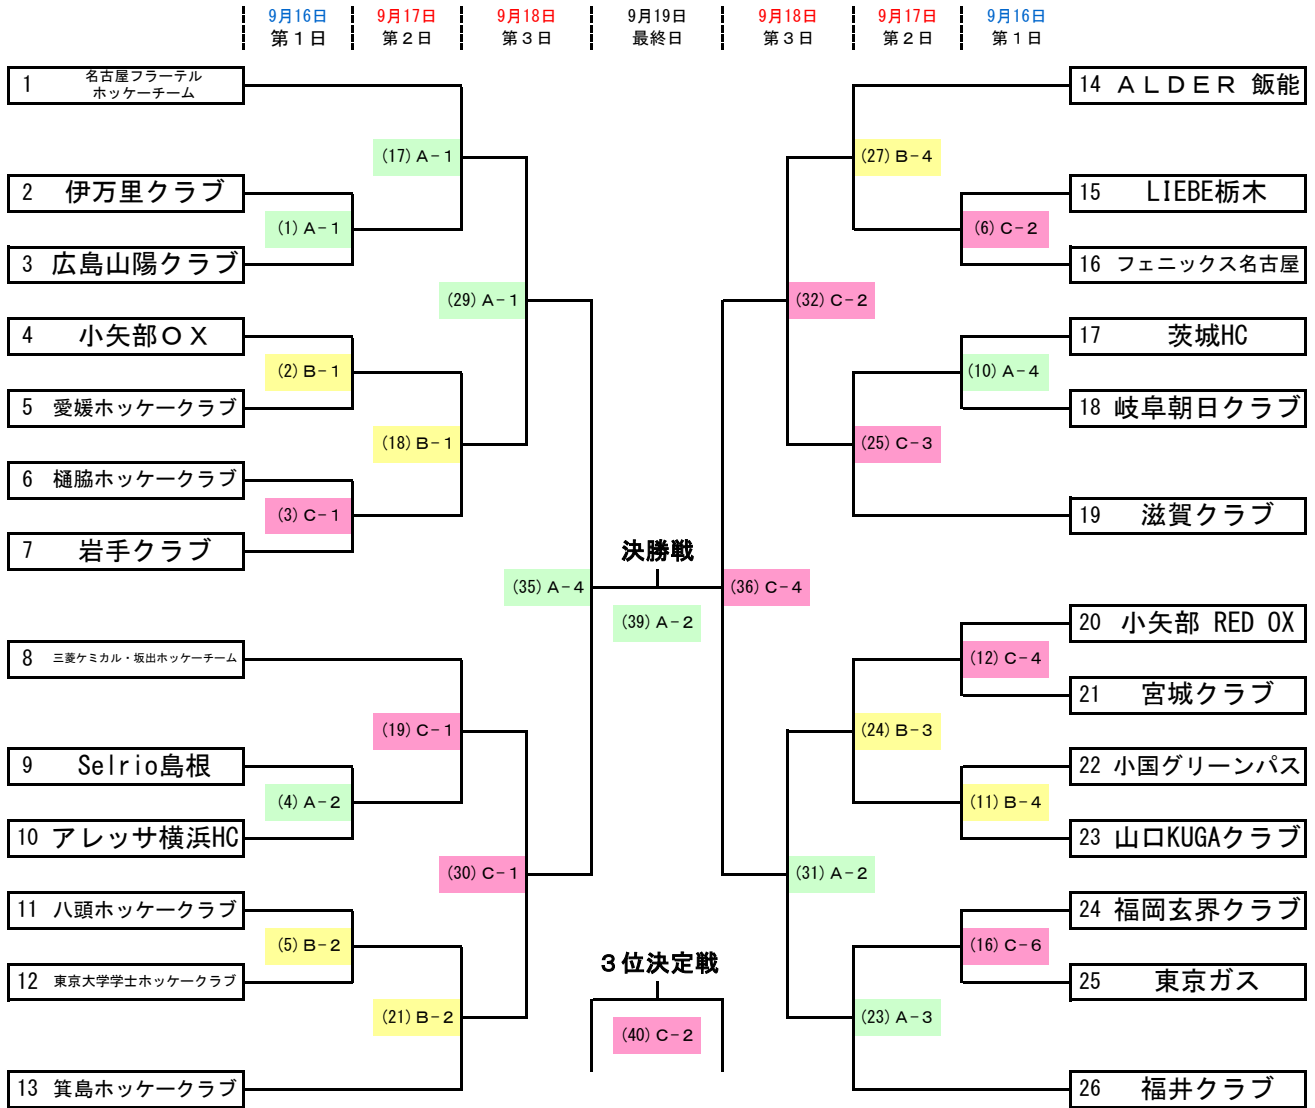 9月16日 9月17日 9月18日 9月19日 9月18日 9月17日 9月16日
第１日 第２日 第３日 最終日 第３日 第２日 第１日
1 名古屋フラーテル
ホッケーチーム
14 ＡＬＤＥＲ 飯能
(17) A-1
(27) B-4
2 伊万里クラブ
15 LIEBE栃木
(1) A-1
(6) C-2
3 広島山陽クラブ
16 フェニックス名古屋
(29) A-1
(32) C-2
4 小矢部ＯＸ
17 茨城HC
(2) B-1
(10) A-4
5 愛媛ホッケークラブ
18 岐阜朝日クラブ
(18) B-1
(25) C-3
6 樋脇ホッケークラブ
(3) C-1
19 滋賀クラブ
7 岩手クラブ
決勝戦
(35) A-4
(36) C-4
(39) A-2
20 小矢部 RED OX
8 三菱ケミカル・坂出ホッケーチーム
(12) C-4
21 宮城クラブ
(19) C-1
(24) B-3
9 Selrio島根
22 小国グリーンパス
(4) A-2
(11) B-4
10 アレッサ横浜HC
23 山口KUGAクラブ
(30) C-1
(31) A-2
11 八頭ホッケークラブ
24 福岡玄界クラブ
(5) B-2
(16) C-6
３位決定戦
12 東京大学学士ホッケークラブ
25 東京ガス
(21) B-2
(23) A-3
(40) C-2
13 箕島ホッケークラブ
26 福井クラブ